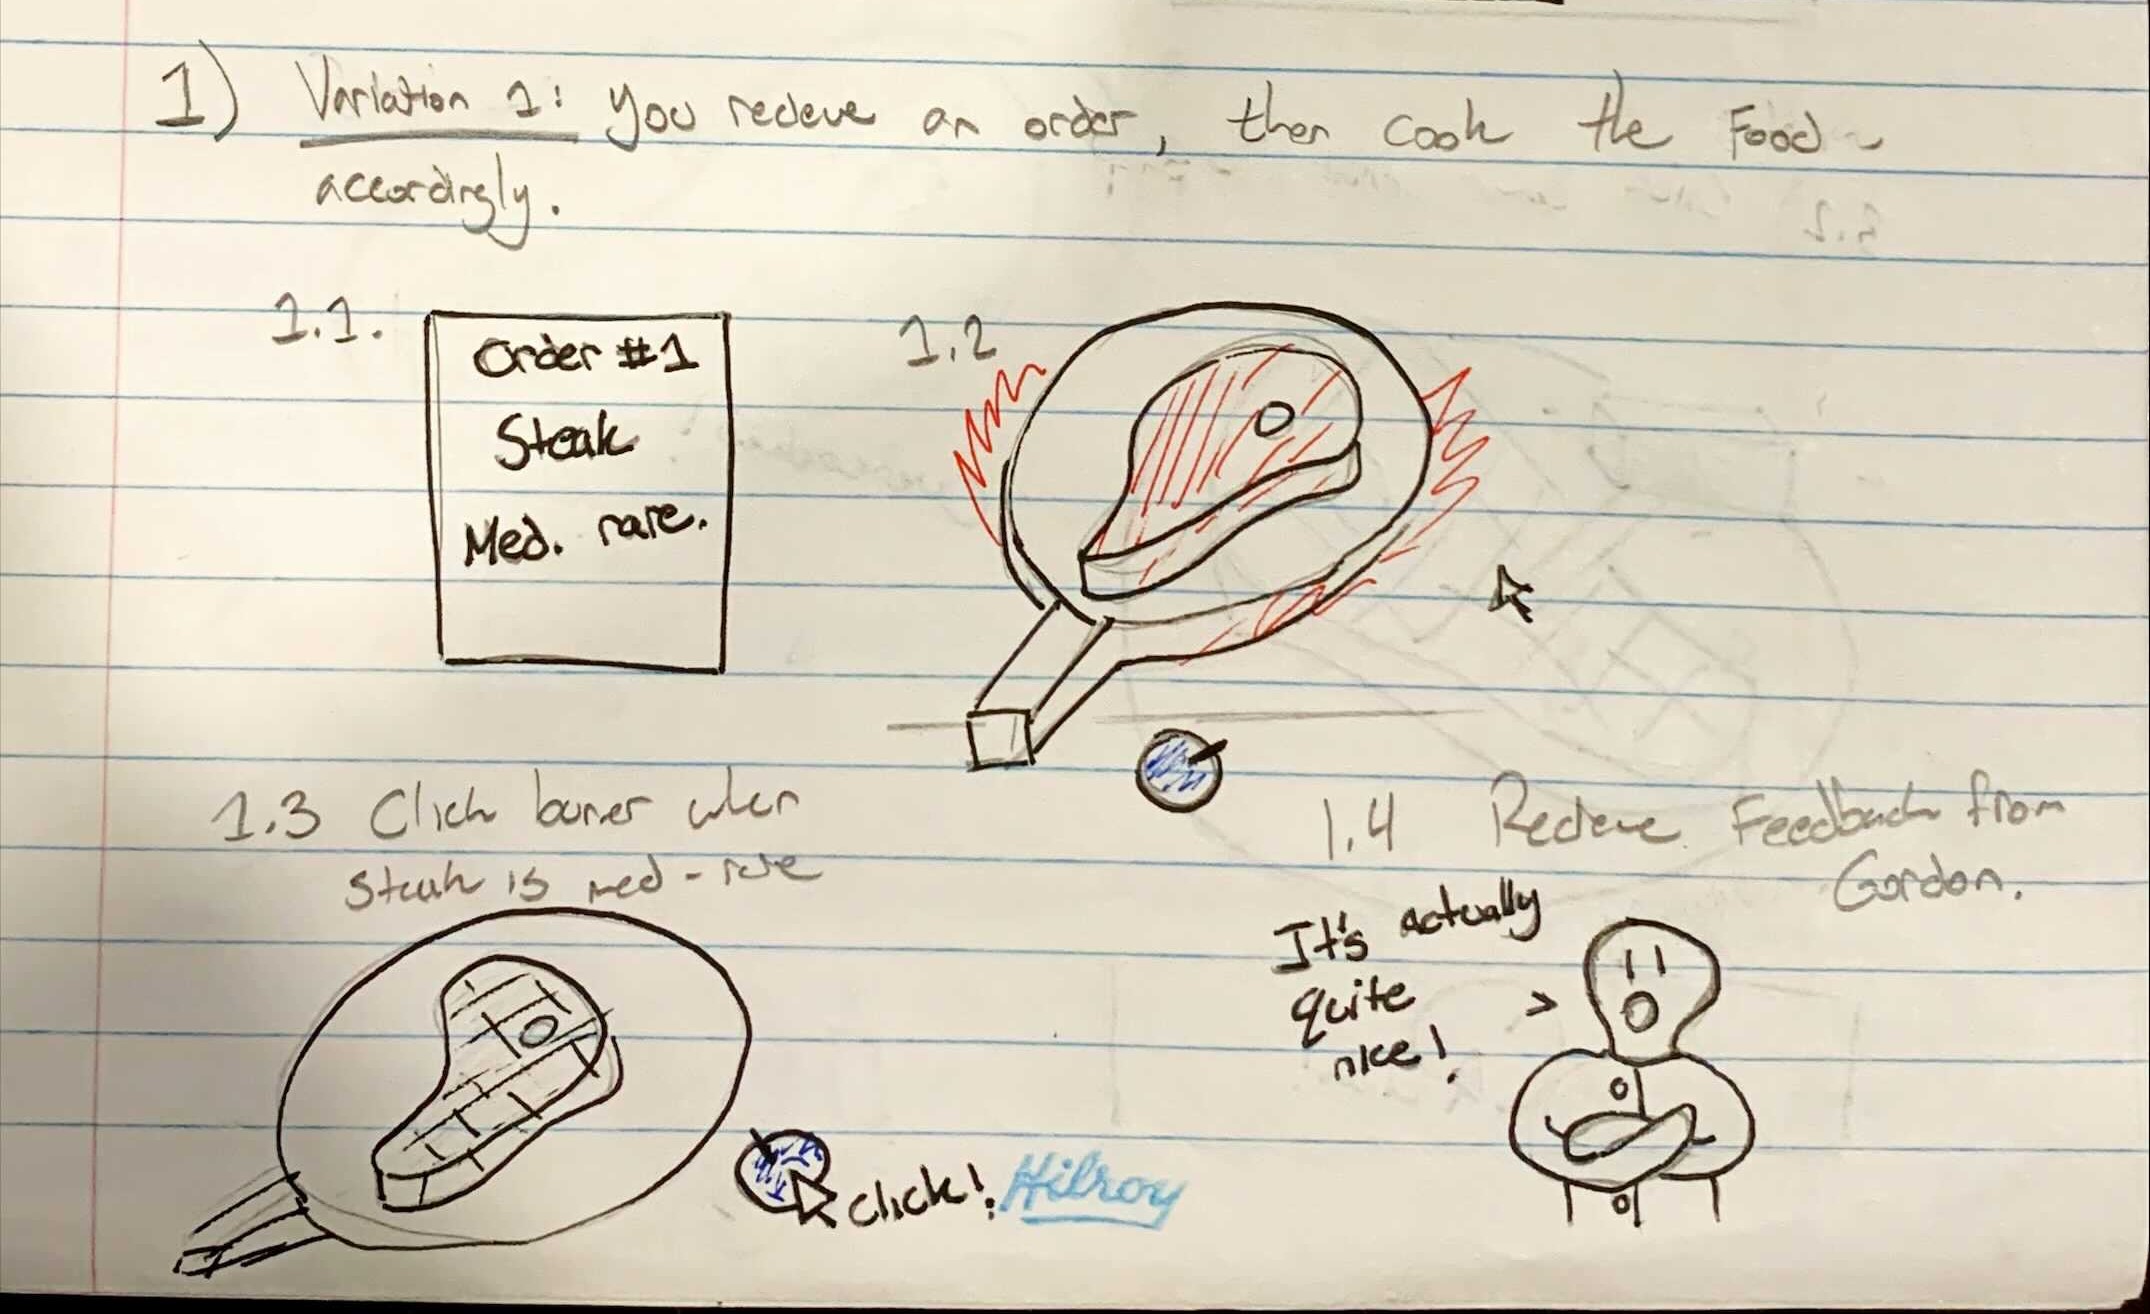 1) Variation 1: you recieve an order, then cook the Food
accordingly.
1.1.
Order #1
Steak
Med. rare.
1.2
1.3 Click burner when
steak is med-rare
click!
Hilroy
1.4 Recieve Feedback from
Gordon.
It's actually
quite
nice!